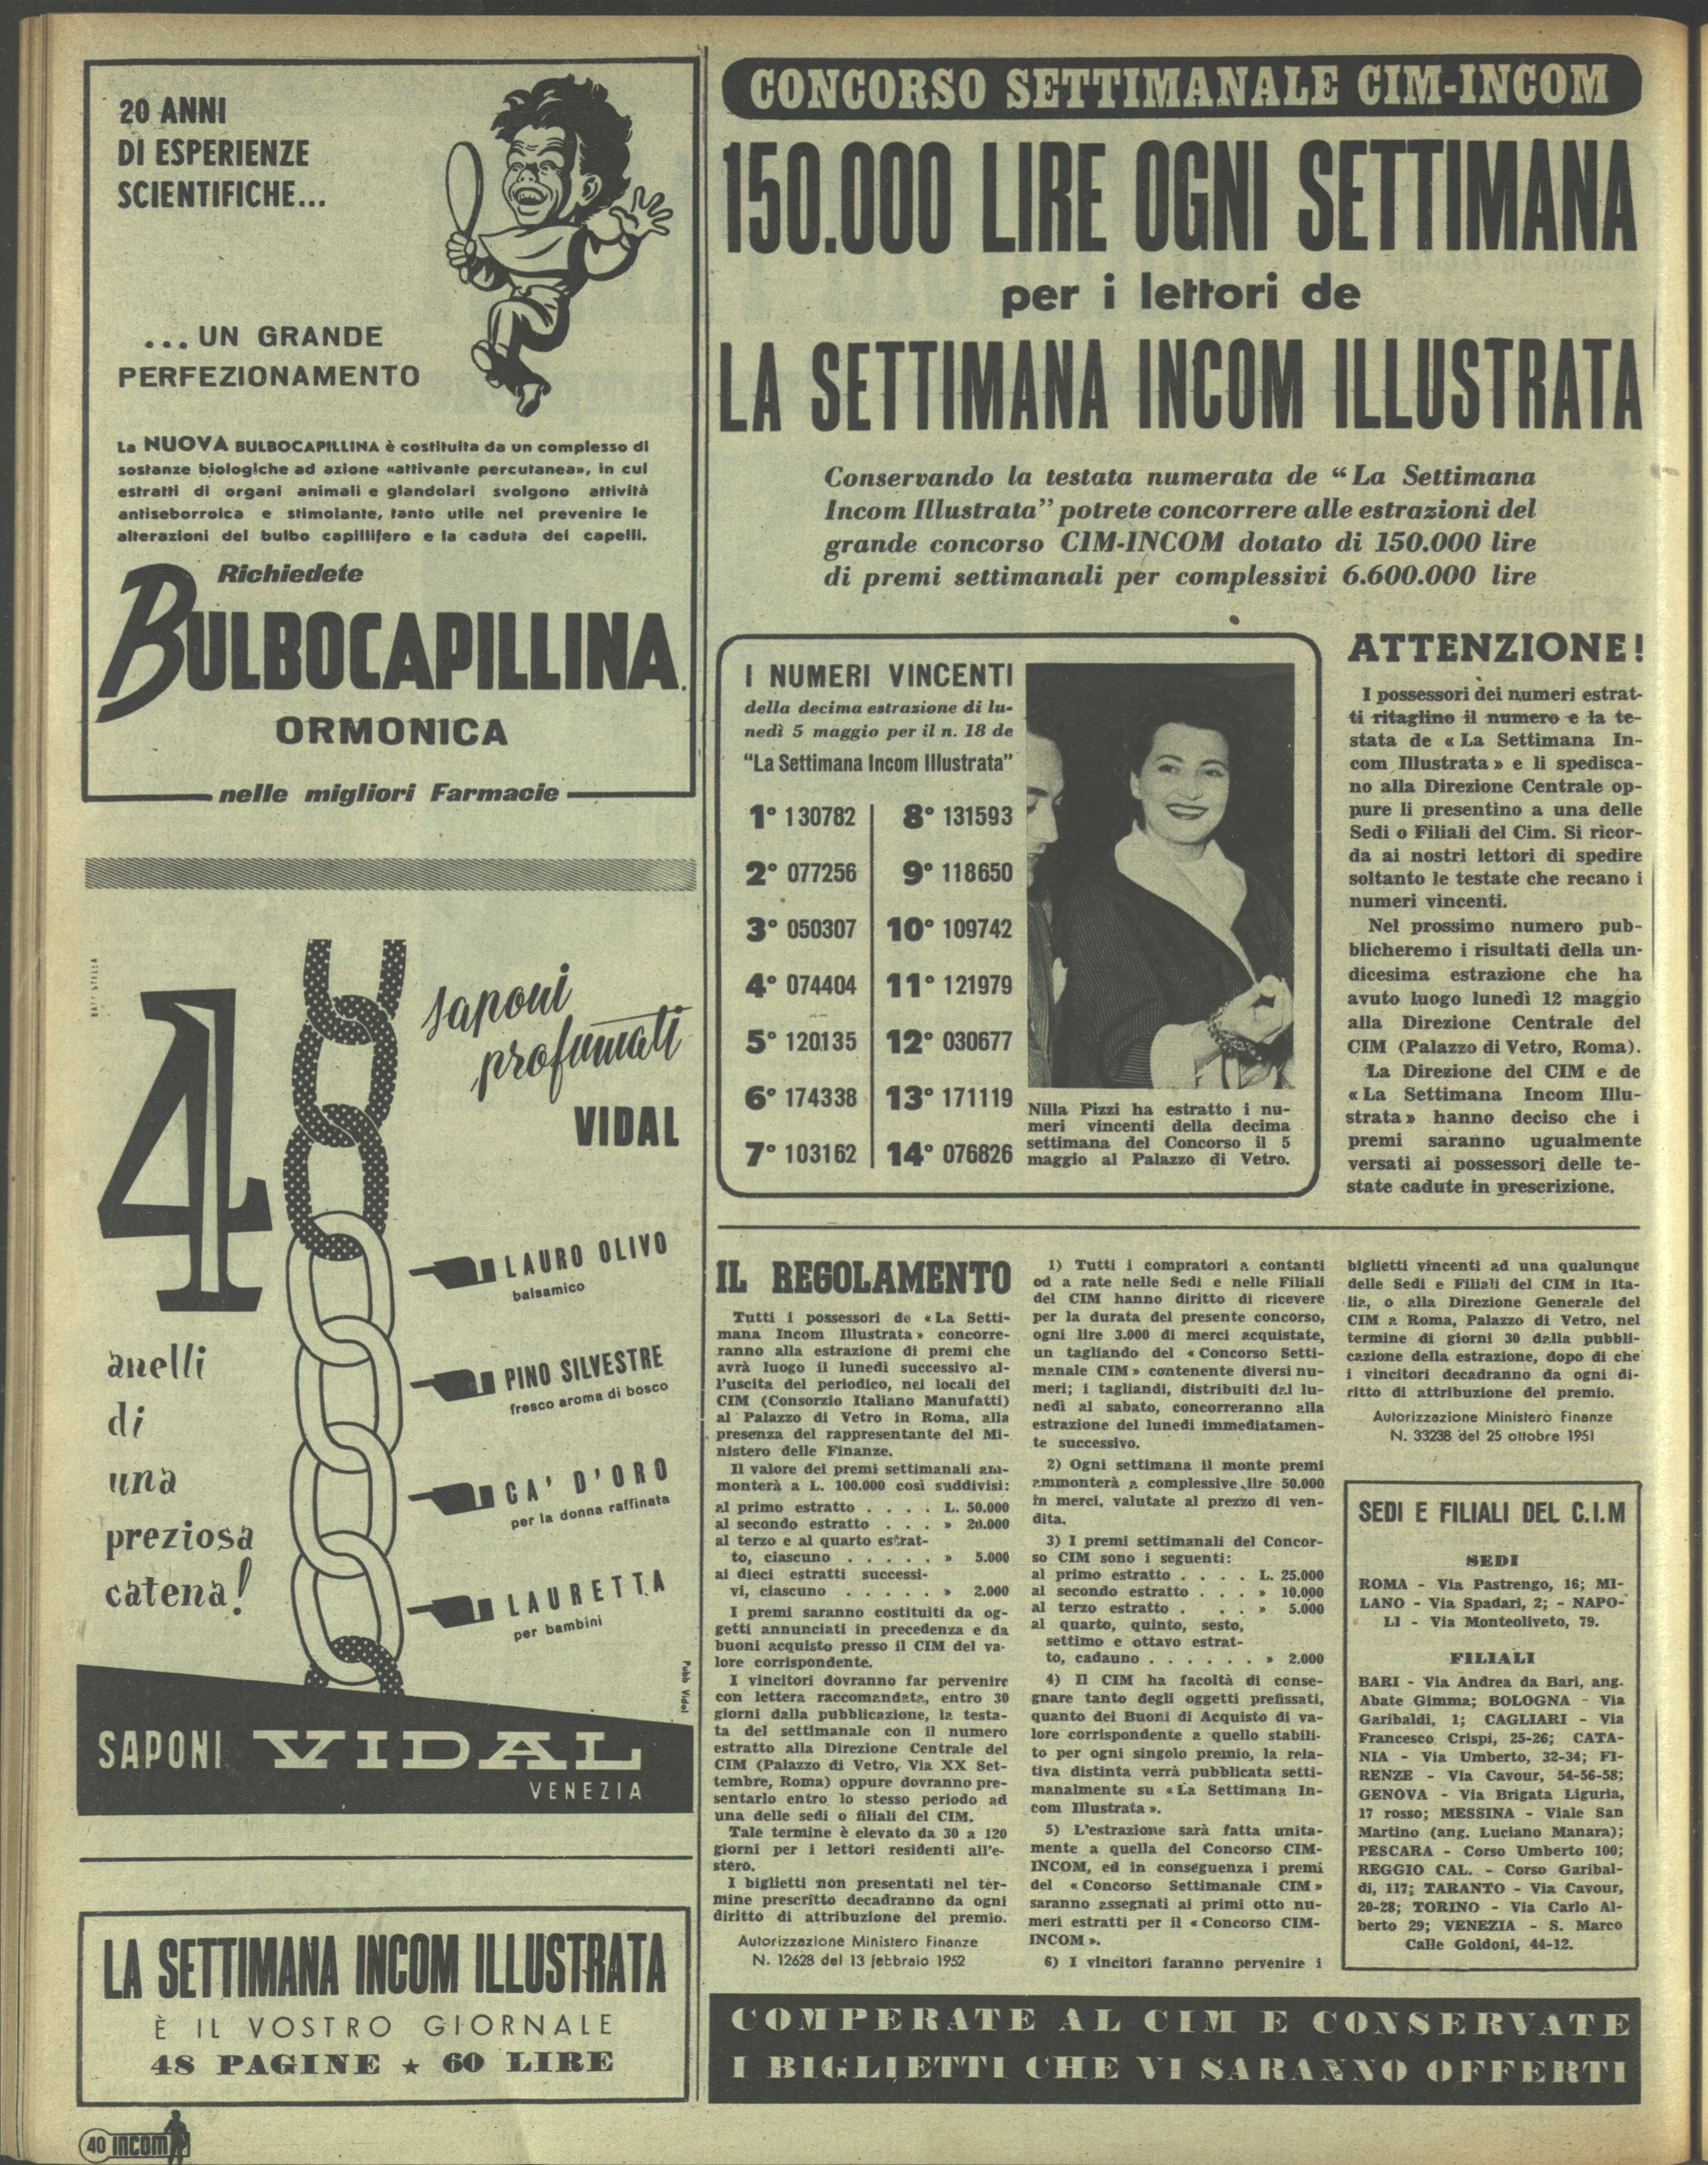 20 ANNI
DI ESPERIENZE
SCIENTIFICHE...
...UN GRANDE
PERFEZIONAMENTO
La NUOVA BULBOCAPILLINA è costituita da un complesso di
sostanze biologiche ad azione «attivante percutanea», in cui
estratti di organi animali e glandolari svolgono attività
antiseborroica e stimolante, tanto utile nel prevenire le
alterazioni del bulbo capillifero e la caduta dei capelli.
Richiedete
BULBOCAPILLINA
ORMONICA
nelle migliori Farmacie
4
saponi
profumati
VIDAL
anelli
di
una
preziosa
catena!
LAURO OLIVO
balsamico
PINO SILVESTRE
fresco aroma di bosco
CA' D'ORO
per la donna raffinata
LAURETTA
per bambini
Pubb Vidal
SAPONI VIDAL
VENEZIA
LA SETTIMANA INCOM ILLUSTRATA
È IL VOSTRO GIORNALE
48 PAGINE ★ 60 LIRE
40 INCOM
CONCORSO SETTIMANALE CIM-INCOM
150.000 LIRE OGNI SETTIMANA
per i lettori de
LA SETTIMANA INCOM ILLUSTRATA
Conservando la testata numerata de “La Settimana
Incom Illustrata” potrete concorrere alle estrazioni del
grande concorso CIM-INCOM dotato di 150.000 lire
di premi settimanali per complessivi 6.600.000 lire
I NUMERI VINCENTI
della decima estrazione di lu-
nedì 5 maggio per il n. 18 de
“La Settimana Incom Illustrata”
1° 130782
2° 077256
3° 050307
4° 074404
5° 120135
6° 174338
7° 103162
8° 131593
9° 118650
10° 109742
11° 121979
12° 030677
13° 171119
14° 076826
Nilla Pizzi ha estratto i nu-
meri vincenti della decima
settimana del Concorso il 5
maggio al Palazzo di Vetro.
ATTENZIONE!
I possessori dei numeri estrat-
ti ritaglino il numero e la te-
stata de «La Settimana In-
com Illustrata» e li spedisca-
no alla Direzione Centrale op-
pure li presentino a una delle
Sedi o Filiali del Cim. Si ricor-
da ai nostri lettori di spedire
soltanto le testate che recano i
numeri vincenti.
Nel prossimo numero pub-
blicheremo i risultati della un-
dicesima estrazione che ha
avuto luogo lunedì 12 maggio
alla Direzione Centrale del
CIM (Palazzo di Vetro, Roma).
La Direzione del CIM e de
«La Settimana Incom Illu-
strata» hanno deciso che i
premi saranno ugualmente
versati ai possessori delle te-
state cadute in prescrizione.
IL REGOLAMENTO
Tutti i possessori de «La Setti-
mana Incom Illustrata» concorre-
ranno alla estrazione di premi che
avrà luogo il lunedì successivo al-
l'uscita del periodico, nei locali del
CIM (Consorzio Italiano Manufatti)
al Palazzo di Vetro in Roma, alla
presenza del rappresentante del Mi-
nistero delle Finanze.
Il valore dei premi settimanali am-
monterà a L. 100.000 così suddivisi:
al primo estratto . . . . L. 50.000
al secondo estratto . . . » 20.000
al terzo e al quarto estrat-
to, ciascuno . . . . . » 5.000
ai dieci estratti successi-
vi, ciascuno . . . . . » 2.000
I premi saranno costituiti da og-
getti annunciati in precedenza e da
buoni acquisto presso il CIM del va-
lore corrispondente.
I vincitori dovranno far pervenire
con lettera raccomandata, entro 30
giorni dalla pubblicazione, la testa-
ta del settimanale con il numero
estratto alla Direzione Centrale del
CIM (Palazzo di Vetro, Via XX Set-
tembre, Roma) oppure dovranno pre-
sentarlo entro lo stesso periodo ad
una delle sedi o filiali del CIM.
Tale termine è elevato da 30 a 120
giorni per i lettori residenti all'e-
stero.
I biglietti non presentati nel ter-
mine prescritto decadranno da ogni
diritto di attribuzione del premio.
Autorizzazione Ministero Finanze
N. 12628 del 13 febbraio 1952
1) Tutti i compratori a contanti
od a rate nelle Sedi e nelle Filiali
del CIM hanno diritto di ricevere
per la durata del presente concorso,
ogni lire 3.000 di merci acquistate,
un tagliando del «Concorso Setti-
manale CIM» contenente diversi nu-
meri; i tagliandi, distribuiti dal lu-
nedì al sabato, concorreranno alla
estrazione del lunedì immediatamen-
te successivo.
2) Ogni settimana il monte premi
ammonterà a complessive lire 50.000
in merci, valutate al prezzo di ven-
dita.
3) I premi settimanali del Concor-
so CIM sono i seguenti:
al primo estratto . . . . L. 25.000
al secondo estratto . . . » 10.000
al terzo estratto . . . » 5.000
al quarto, quinto, sesto,
settimo e ottavo estrat-
to, cadauno . . . . . . » 2.000
4) Il CIM ha facoltà di conse-
gnare tanto degli oggetti prefissati,
quanto dei Buoni di Acquisto di va-
lore corrispondente a quello stabili-
to per ogni singolo premio, la rela-
tiva distinta verrà pubblicata setti-
manalmente su «La Settimana In-
com Illustrata».
5) L'estrazione sarà fatta unita-
mente a quella del Concorso CIM-
INCOM, ed in conseguenza i premi
del «Concorso Settimanale CIM»
saranno assegnati ai primi otto nu-
meri estratti per il «Concorso CIM-
INCOM».
6) I vincitori faranno pervenire i
biglietti vincenti ad una qualunque
delle Sedi e Filiali del CIM in Ita-
lia, o alla Direzione Generale del
CIM a Roma, Palazzo di Vetro, nel
termine di giorni 30 dalla pubbli-
cazione della estrazione, dopo di che
i vincitori decadranno da ogni di-
ritto di attribuzione del premio.
Autorizzazione Ministero Finanze
N. 33238 del 25 ottobre 1951
SEDI E FILIALI DEL C.I.M
SEDI
ROMA - Via Pastrengo, 16; MI-
LANO - Via Spadari, 2; - NAPO-
LI - Via Monteoliveto, 79.
FILIALI
BARI - Via Andrea da Bari, ang.
Abate Gimma; BOLOGNA - Via
Garibaldi, 1; CAGLIARI - Via
Francesco Crispi, 25-26; CATA-
NIA - Via Umberto, 32-34; FI-
RENZE - Via Cavour, 54-56-58;
GENOVA - Via Brigata Liguria,
17 rosso; MESSINA - Viale San
Martino (ang. Luciano Manara);
PESCARA - Corso Umberto 100;
REGGIO CAL. - Corso Garibal-
di, 117; TARANTO - Via Cavour,
20-28; TORINO - Via Carlo Al-
berto 29; VENEZIA - S. Marco
Calle Goldoni, 44-12.
COMPERATE AL CIM E CONSERVATE
I BIGLIETTI CHE VI SARANNO OFFERTI